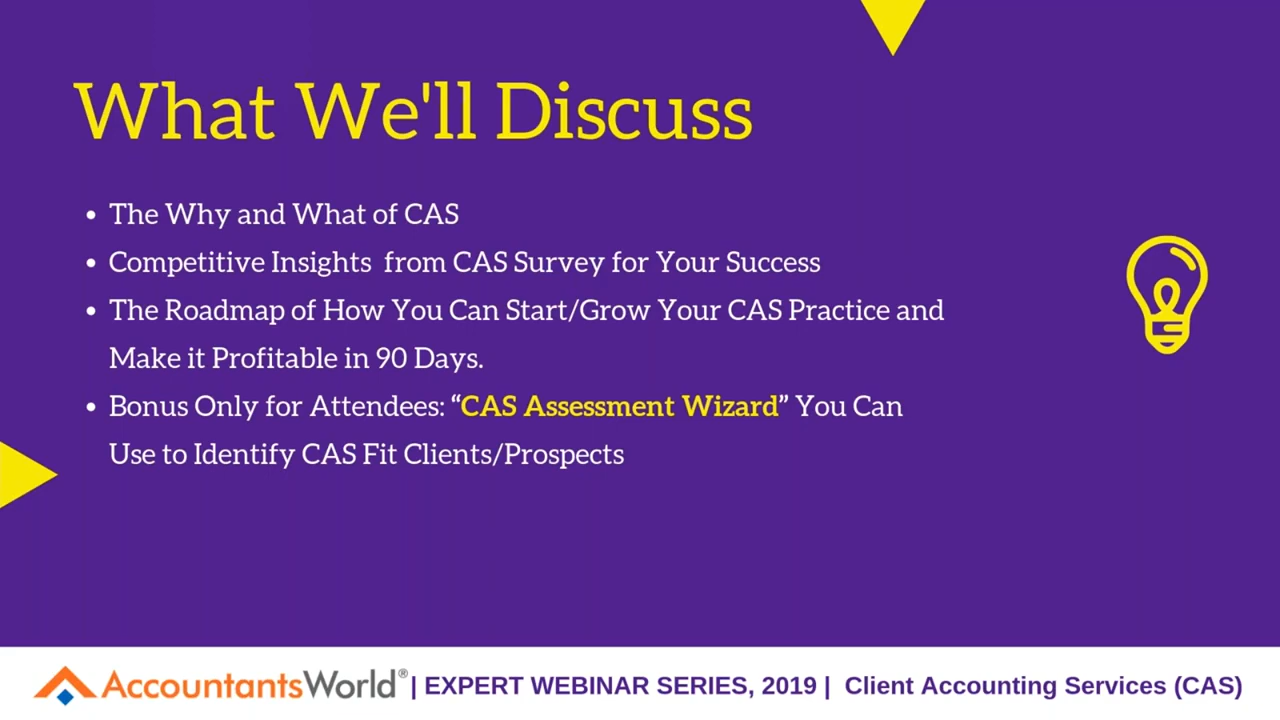 What We'll Discuss
• The Why and What of CAS
• Competitive Insights  from CAS Survey for Your Success
• The Roadmap of How You Can Start/Grow Your CAS Practice and
Make it Profitable in 90 Days.
• Bonus Only for Attendees: “CAS Assessment Wizard” You Can
Use to Identify CAS Fit Clients/Prospects
AccountantsWorld® | EXPERT WEBINAR SERIES, 2019 |  Client Accounting Services (CAS)